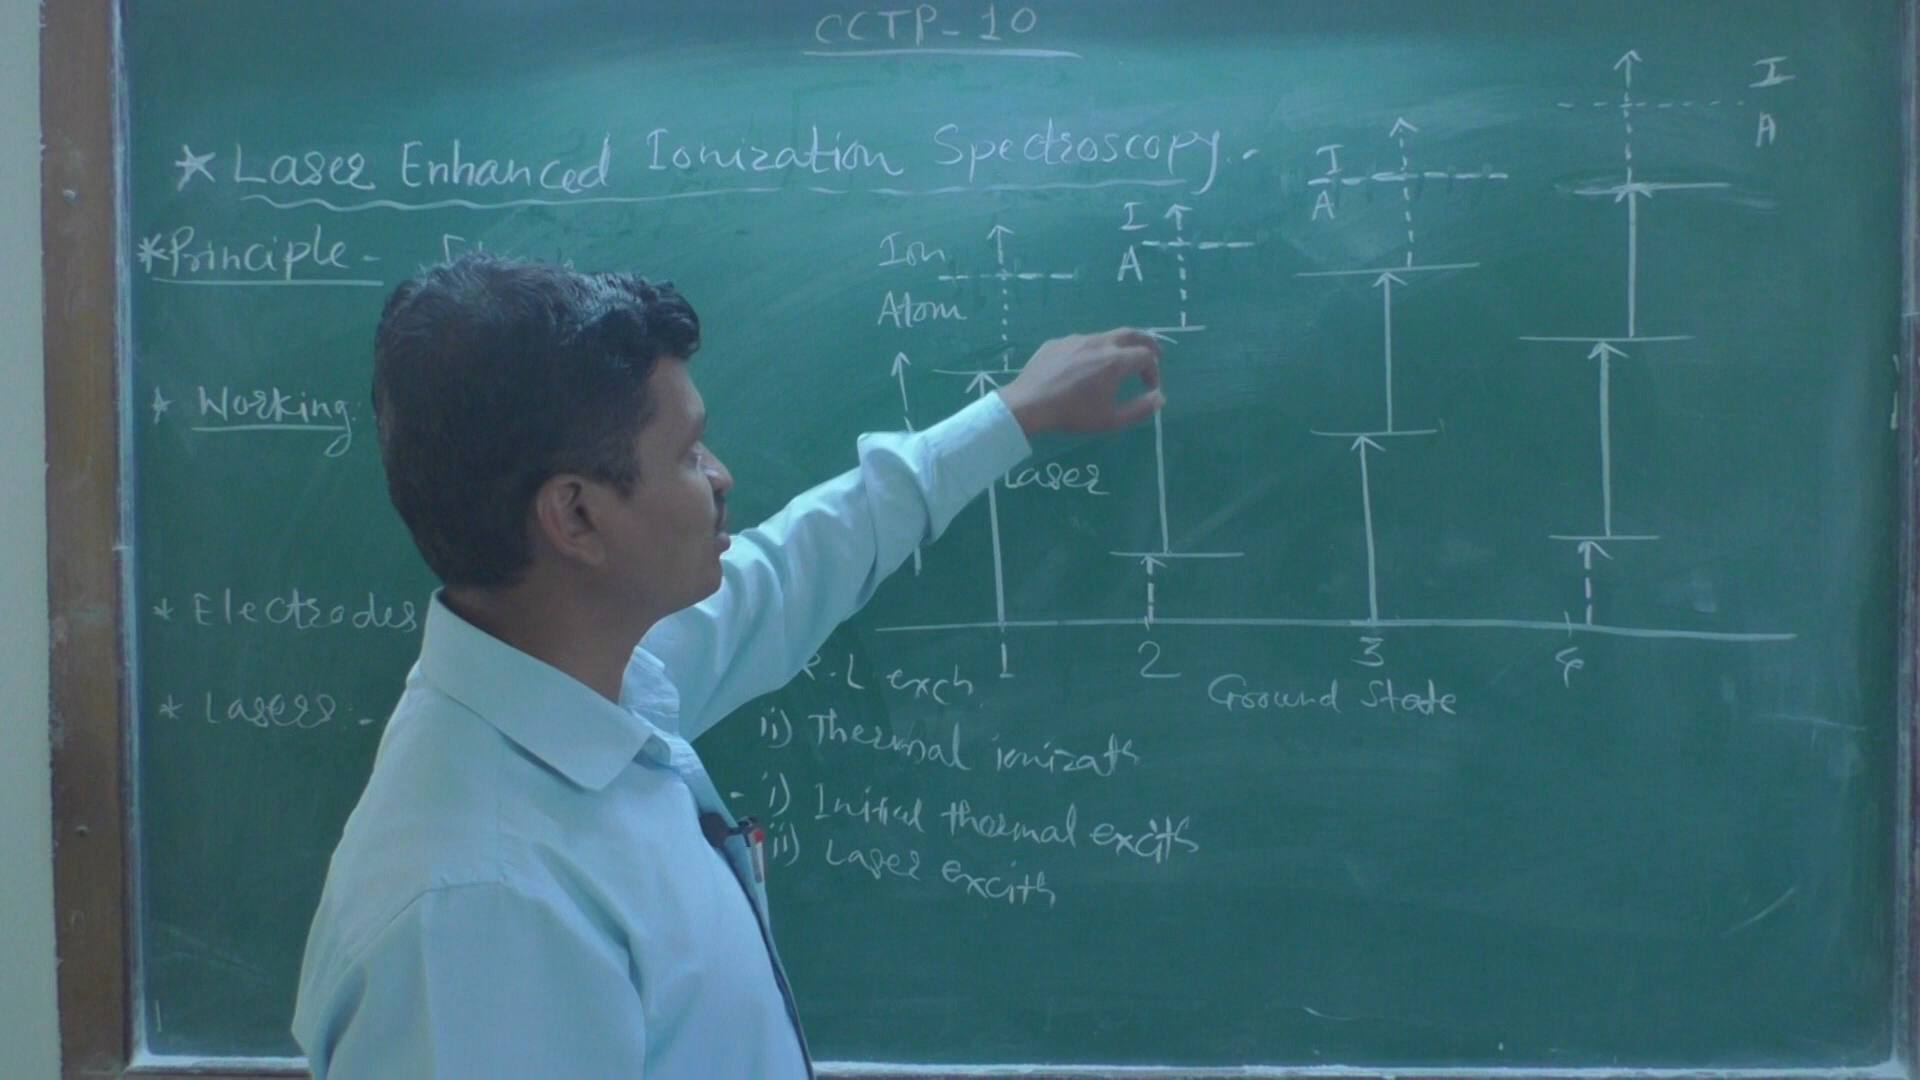 CCTP-10
* Laser Enhanced Ionization Spectroscopy.-
*Principle -
* Working.
* Electrodes
* Lasers:-
Ion
Atom
I
A
I
A
I
A
Laser
1
2
3
4
Ground State
R.L excn
ii) Thermal ionizatn
- i) Initial thermal excitn
ii) Laser excitn